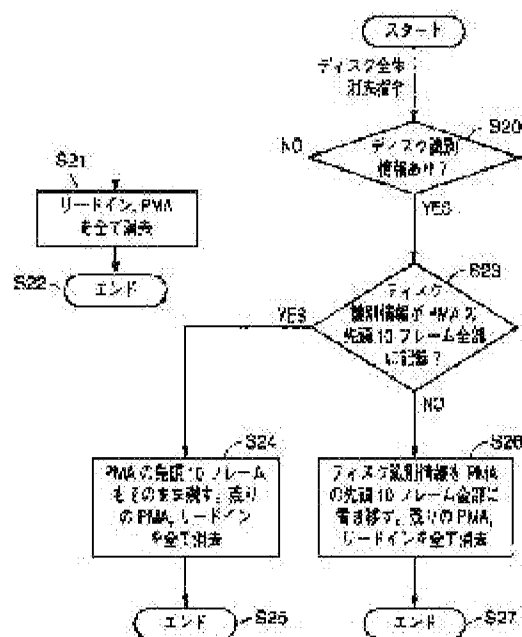 スタート
ディスク全体
消去指令
S20
ディスク識別
情報あり?
NO
YES
S21
リードイン, PMA
を全て消去
S22
エンド
S23
ディスク
識別情報がPMAの
先頭10フレーム全部
に記録?
YES
NO
S24
PMAの先頭10フレーム
をそのまま残す。残り
のPMA, リードイン
を全て消去
S25
エンド
S26
ディスク識別情報をPMA
の先頭10フレーム全部に
書き移す。残りのPMA,
リードインを全て消去
エンド
S27